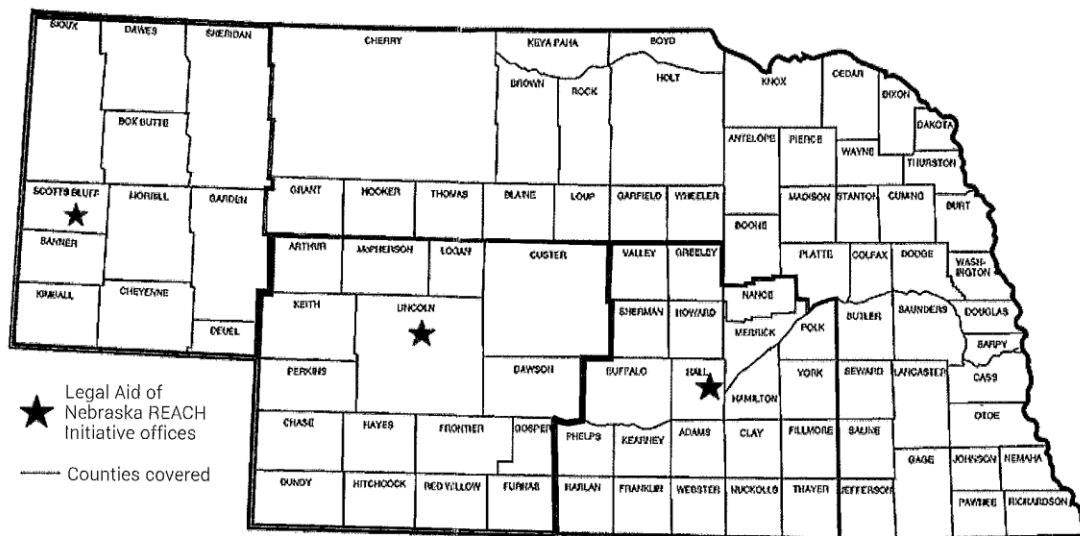 SIOUX
DAWES
SHERIDAN
CHERRY
KEYA PAHA
BOYD
BROWN
ROCK
HOLT
KNOX
CEDAR
DIXON
DAKOTA
BOX BUTTE
ANTELOPE
PIERCE
WAYNE
THURSTON
SCOTTS BLUFF
MORRILL
GARDEN
GRANT
HOOKER
THOMAS
BLAINE
LOUP
GARFIELD
WHEELER
MADISON
STANTON
CUMING
BURT
BANNER
BOONE
ARTHUR
McPHERSON
LOGAN
CUSTER
VALLEY
GREELEY
PLATTE
COLFAX
DODGE
WASH-
INGTON
KIMBALL
CHEYENNE
KEITH
LINCOLN
NANCE
SHERMAN
HOWARD
MERRICK
POLK
BUTLER
SAUNDERS
DOUGLAS
DEUEL
SARPY
PERKINS
DAWSON
BUFFALO
HALL
HAMILTON
YORK
SEWARD
LANCASTER
CASS
Legal Aid of
Nebraska REACH
Initiative offices
CHASE
HAYES
FRONTIER
GOSPER
PHELPS
KEARNEY
ADAMS
CLAY
FILLMORE
SALINE
OTOE
GAGE
JOHNSON
NEMAHA
Counties covered
DUNDY
HITCHCOCK
RED WILLOW
FURNAS
HARLAN
FRANKLIN
WEBSTER
NUCKOLLS
THAYER
JEFFERSON
PAWNEE
RICHARDSON